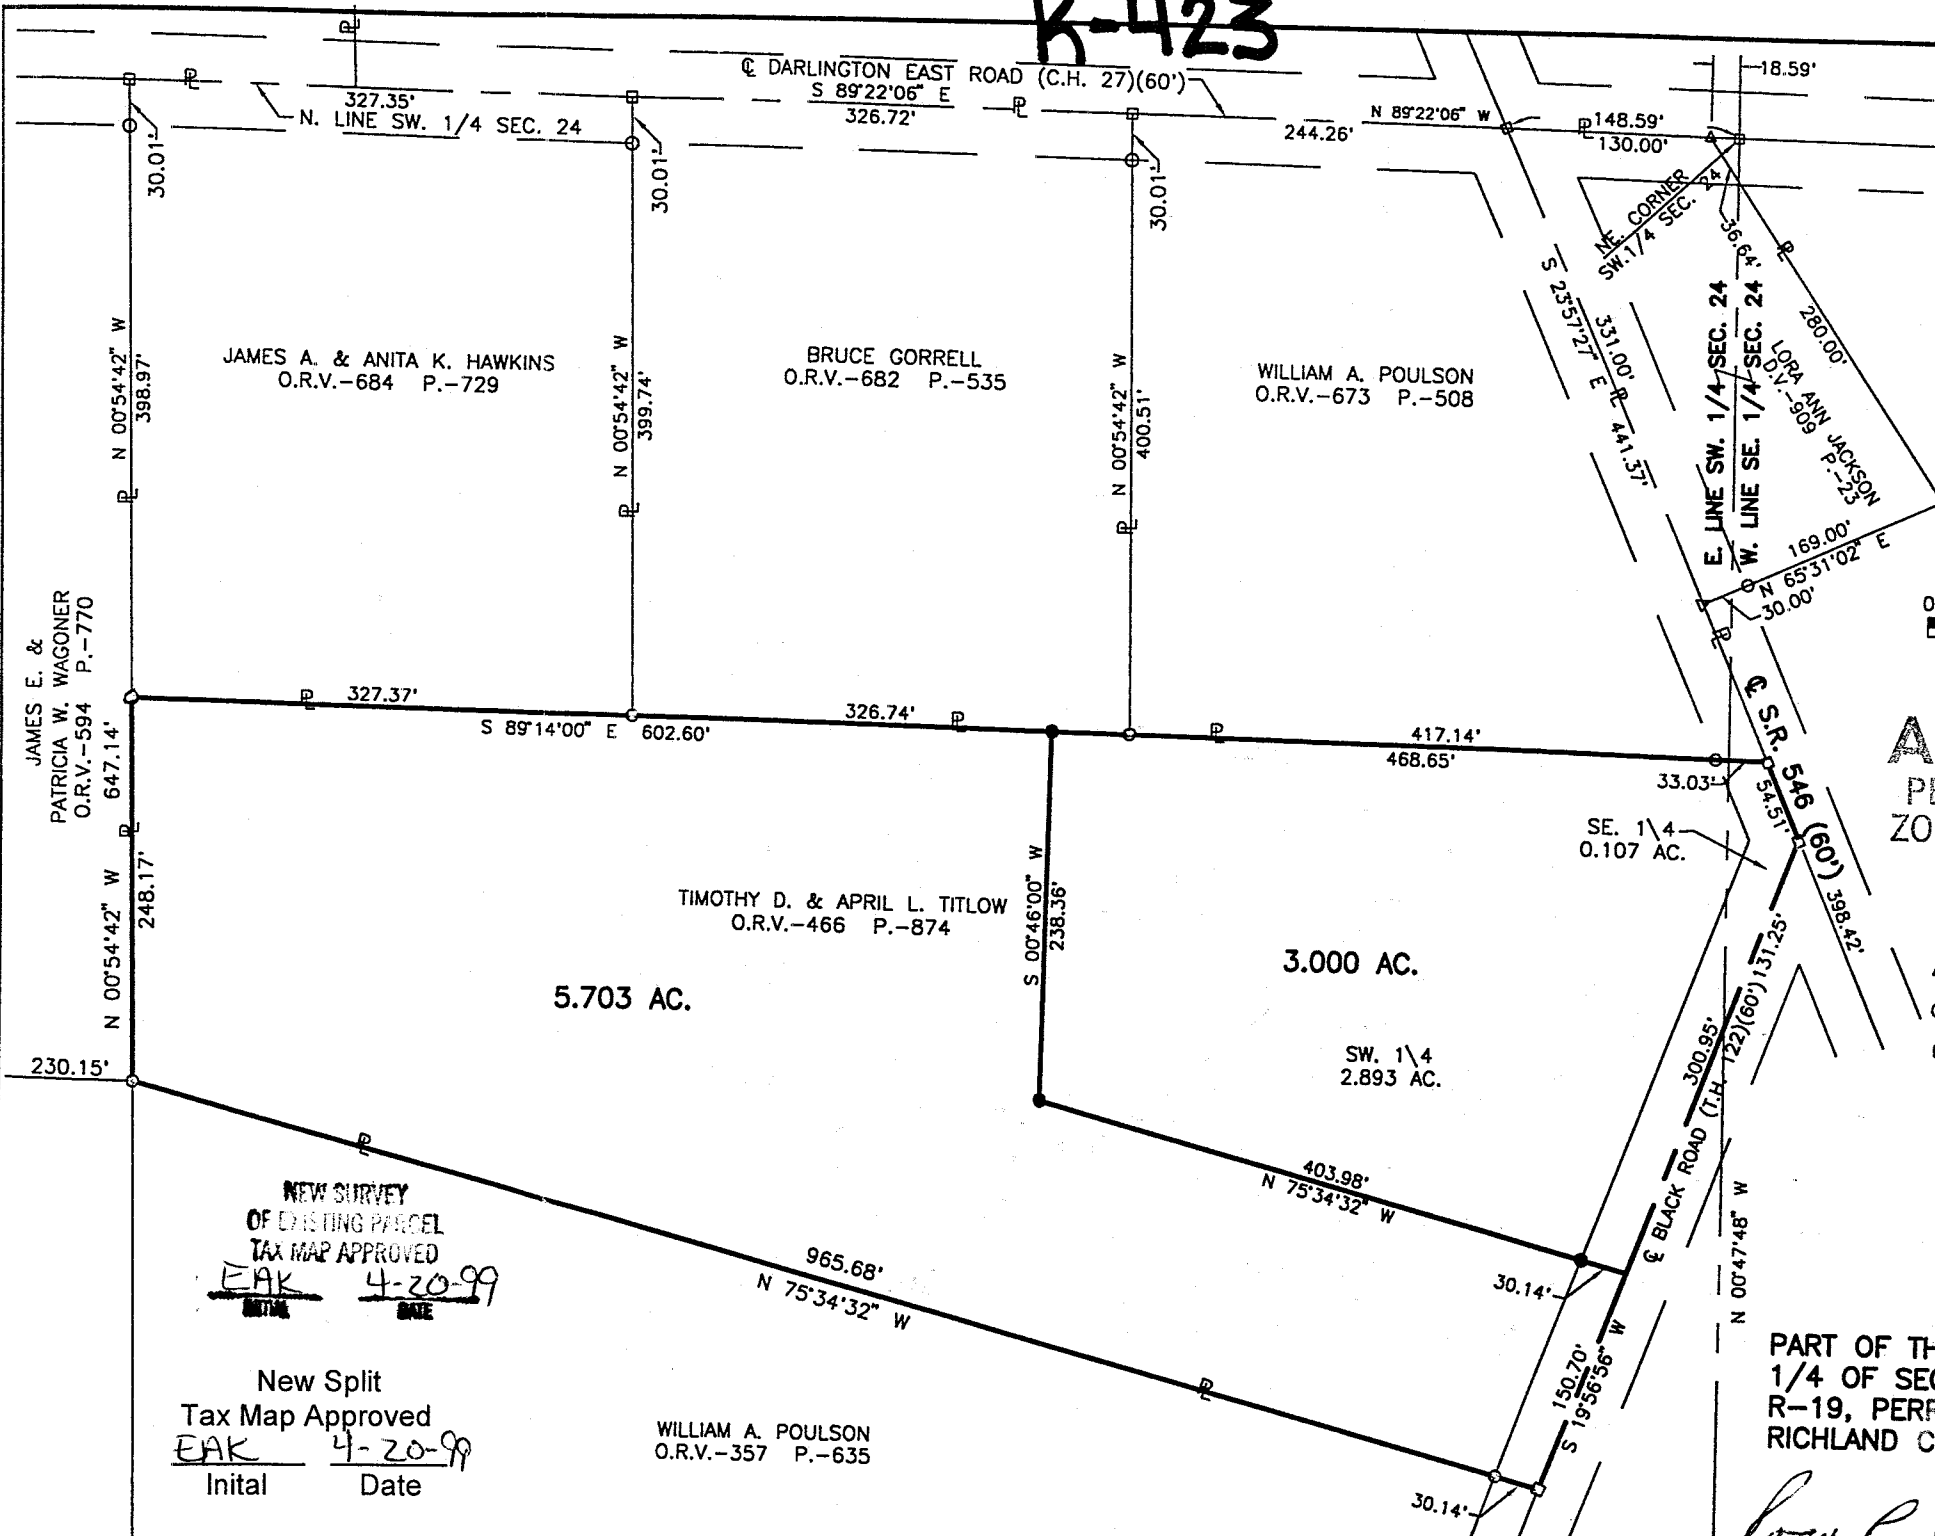 K-423
℄ DARLINGTON EAST ROAD (C.H. 27)(60')
S 89°22'06" E
326.72'
327.35'
N. LINE SW. 1/4 SEC. 24
244.26'
N 89°22'06" W
148.59'
130.00'
18.59'
30.01'
30.01'
30.01'
NE. CORNER
SW.1/4 SEC. 24
36.64'
280.00'
LORA ANN JACKSON
D.V.-909 P.-23
E. LINE SW. 1/4 SEC. 24
W. LINE SE. 1/4 SEC. 24
S 23°57'27" E
331.00'
441.37'
169.00'
N 65°31'02" E
30.00'
N 00°54'42" W
398.97'
JAMES A. & ANITA K. HAWKINS
O.R.V.-684 P.-729
N 00°54'42" W
399.74'
BRUCE GORRELL
O.R.V.-682 P.-535
N 00°54'42" W
400.51'
WILLIAM A. POULSON
O.R.V.-673 P.-508
JAMES E. &
PATRICIA W. WAGONER
O.R.V.-594 P.-770
327.37'
S 89°14'00" E 602.60'
326.74'
417.14'
468.65'
33.03'
℄ S.R. 546 (60')
54.51'
398.42'
SE. 1\4
0.107 AC.
N 00°54'42" W 647.14'
248.17'
230.15'
TIMOTHY D. & APRIL L. TITLOW
O.R.V.-466 P.-874
5.703 AC.
S 00°46'00" W
238.36'
3.000 AC.
SW. 1\4
2.893 AC.
131.25'
300.95'
℄ BLACK ROAD (T.H. 122)(60')
403.98'
N 75°34'32" W
30.14'
N 00°47'48" W
150.70'
S 19°56'56" W
965.68'
N 75°34'32" W
30.14'
NEW SURVEY
OF EXISTING PARCEL
TAX MAP APPROVED
EAK 4-20-99
INITIAL DATE
New Split
Tax Map Approved
EAK 4-20-99
Inital Date
WILLIAM A. POULSON
O.R.V.-357 P.-635
PART OF TH
1/4 OF SEC
R-19, PERR
RICHLAND C
A
PL
ZO